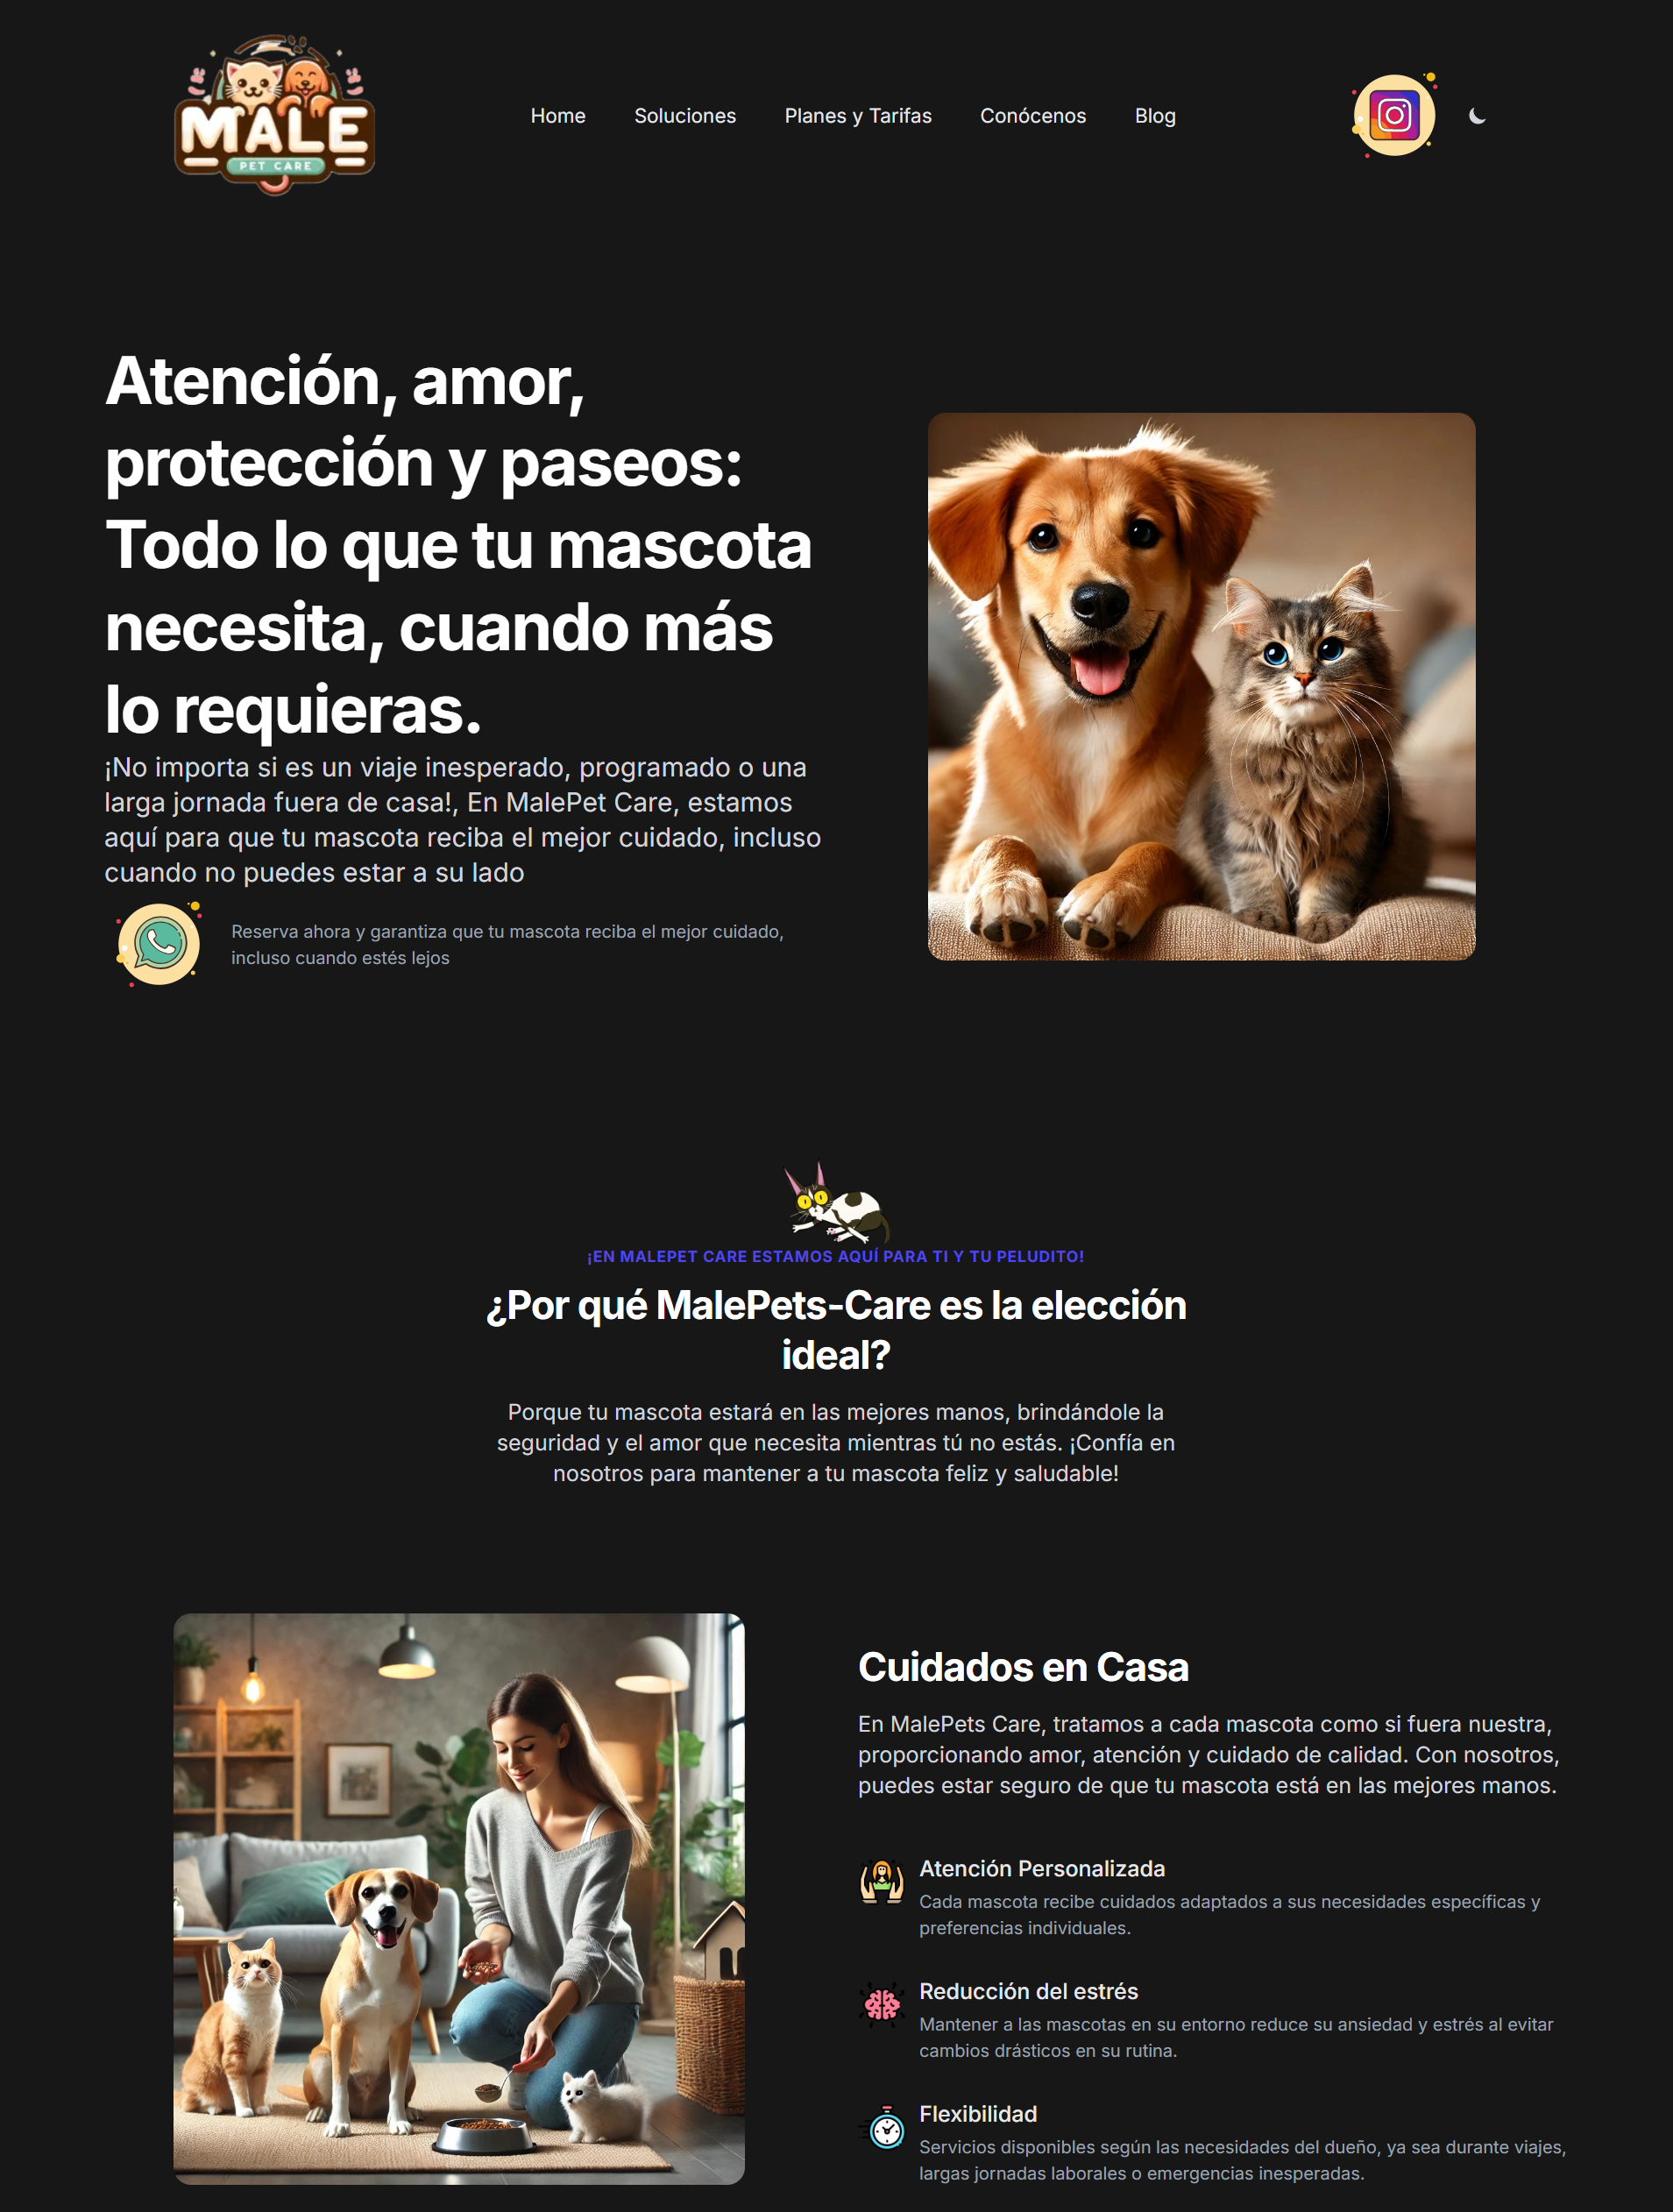 MALE
PET CARE
Home
Soluciones
Planes y Tarifas
Conócenos
Blog
Atención, amor,
protección y paseos:
Todo lo que tu mascota
necesita, cuando más
lo requieras.
¡No importa si es un viaje inesperado, programado o una
larga jornada fuera de casa!, En MalePet Care, estamos
aquí para que tu mascota reciba el mejor cuidado, incluso
cuando no puedes estar a su lado
Reserva ahora y garantiza que tu mascota reciba el mejor cuidado,
incluso cuando estés lejos
¡EN MALEPET CARE ESTAMOS AQUÍ PARA TI Y TU PELUDITO!
¿Por qué MalePets-Care es la elección
ideal?
Porque tu mascota estará en las mejores manos, brindándole la
seguridad y el amor que necesita mientras tú no estás. ¡Confía en
nosotros para mantener a tu mascota feliz y saludable!
Cuidados en Casa
En MalePets Care, tratamos a cada mascota como si fuera nuestra,
proporcionando amor, atención y cuidado de calidad. Con nosotros,
puedes estar seguro de que tu mascota está en las mejores manos.
Atención Personalizada
Cada mascota recibe cuidados adaptados a sus necesidades específicas y
preferencias individuales.
Reducción del estrés
Mantener a las mascotas en su entorno reduce su ansiedad y estrés al evitar
cambios drásticos en su rutina.
Flexibilidad
Servicios disponibles según las necesidades del dueño, ya sea durante viajes,
largas jornadas laborales o emergencias inesperadas.